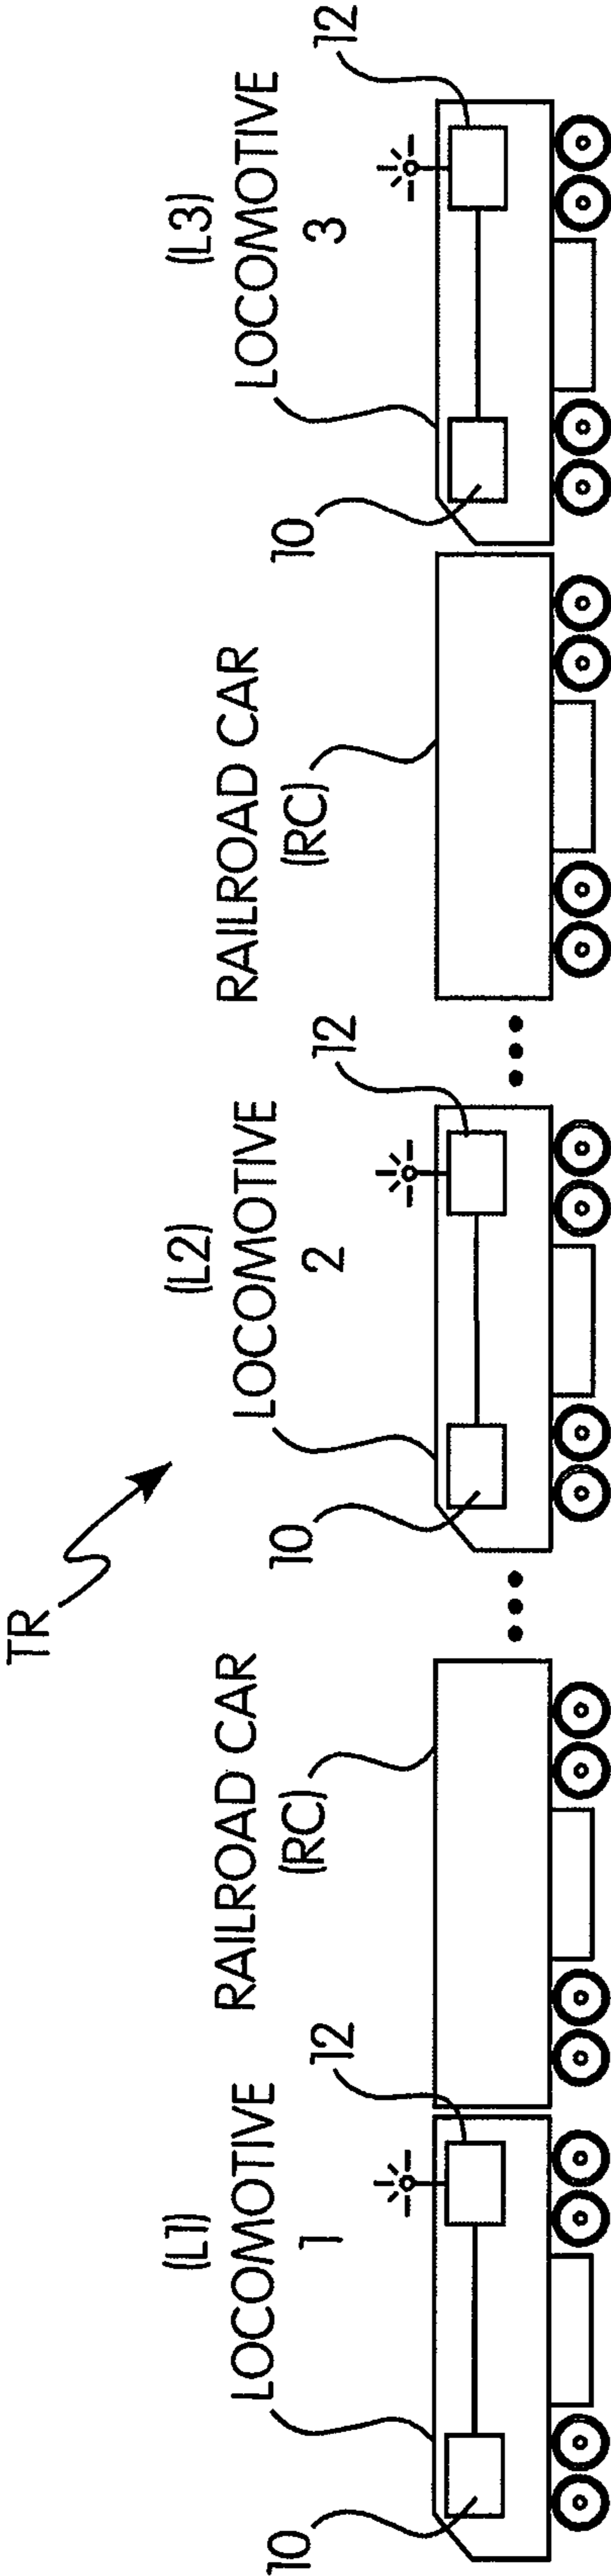 TR
(L1)
LOCOMOTIVE
1
10
12
RAILROAD CAR
(RC)
(L2)
LOCOMOTIVE
2
10
12
RAILROAD CAR
(RC)
(L3)
LOCOMOTIVE
3
10
12